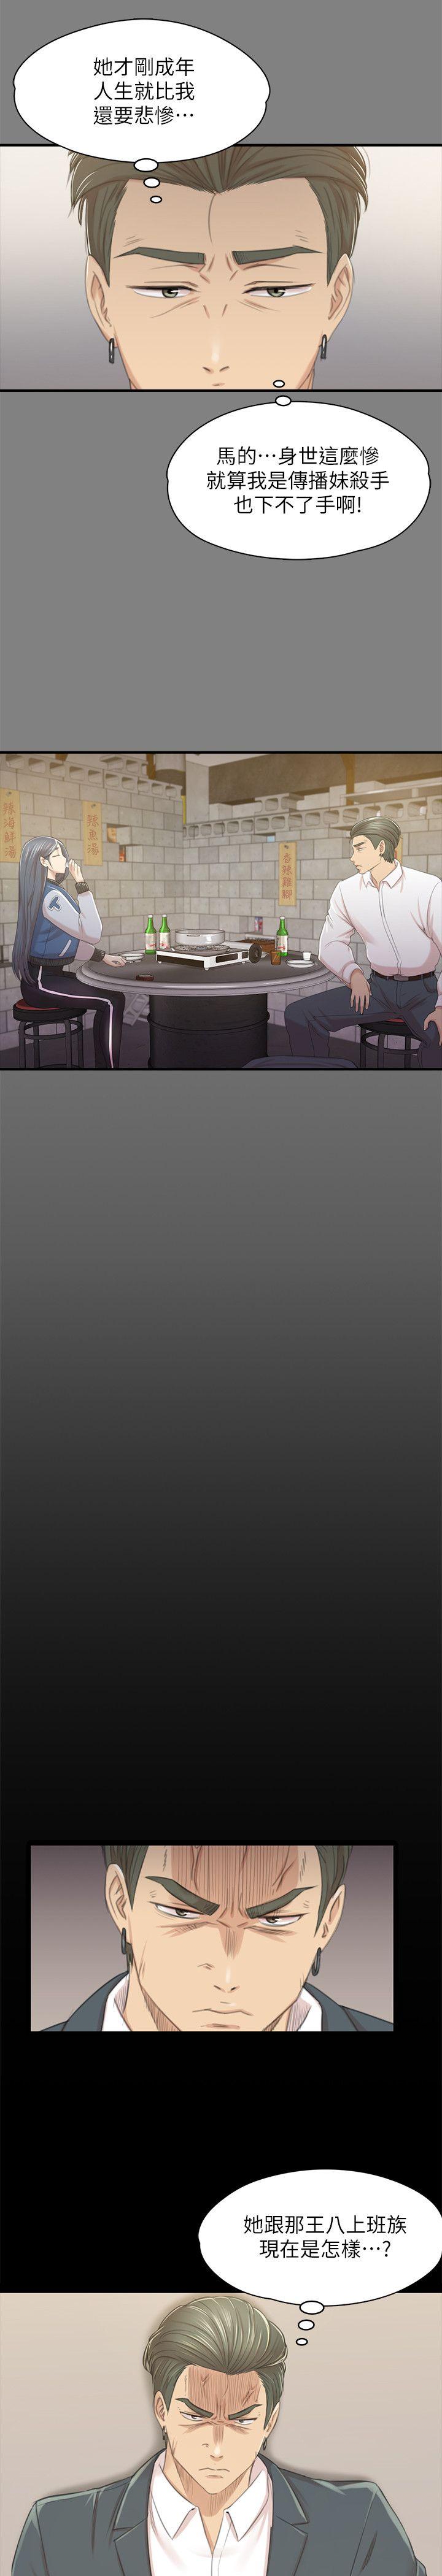 她才剛成年
人生就比我
還要悲慘⋯
馬的⋯身世這麼慘
就算我是傳播妹殺手
也下不了手啊!
辣海鮮湯
辣魚湯
香辣雞腳
她跟那王八上班族
現在是怎樣⋯?